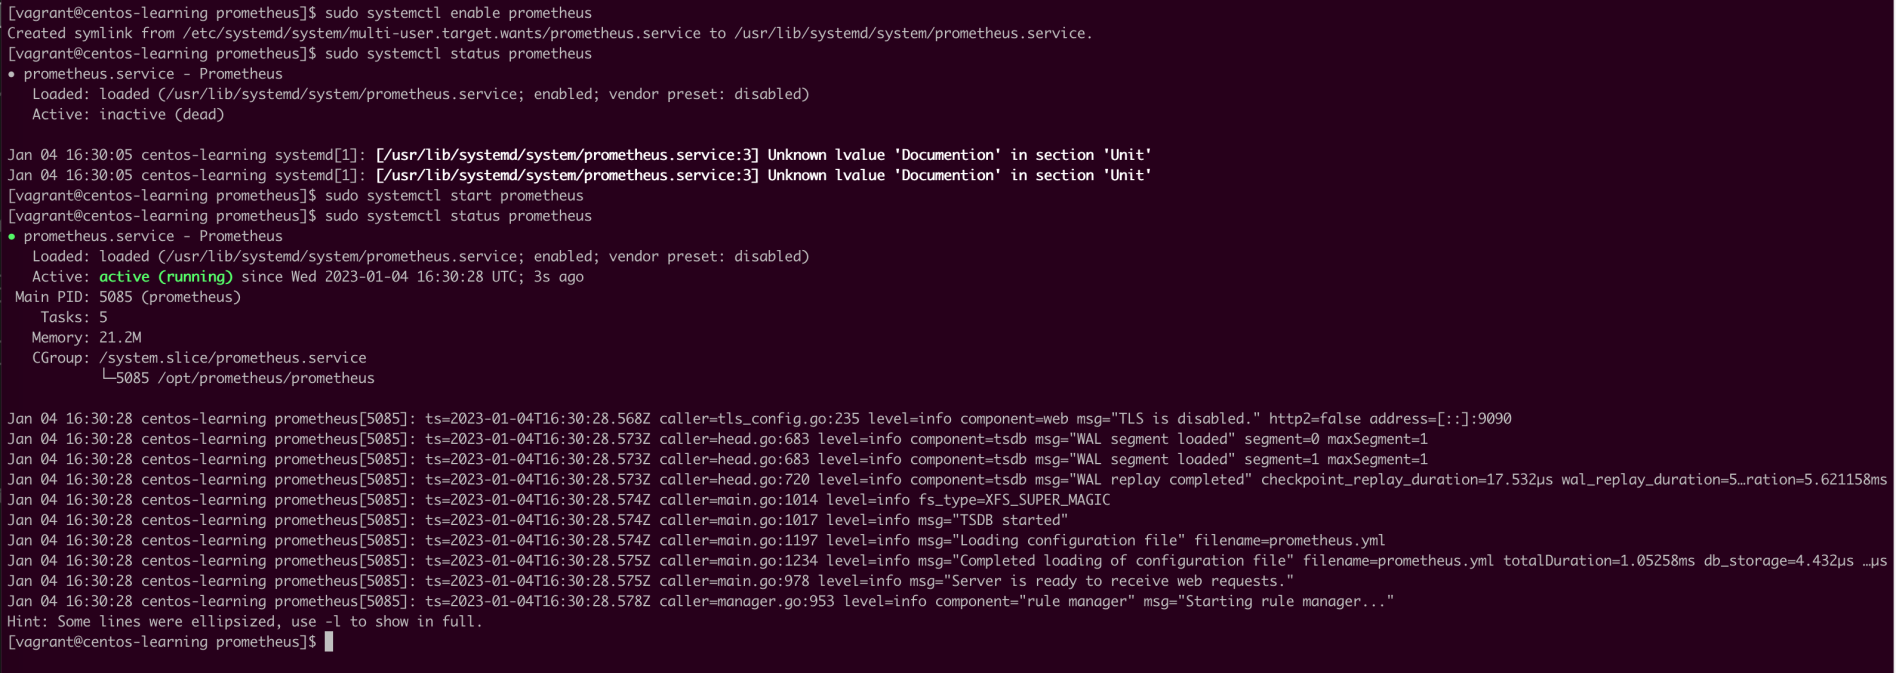 [vagrant@centos-learning prometheus]$ sudo systemctl enable prometheus
Created symlink from /etc/systemd/system/multi-user.target.wants/prometheus.service to /usr/lib/systemd/system/prometheus.service.
[vagrant@centos-learning prometheus]$ sudo systemctl status prometheus
● prometheus.service - Prometheus
   Loaded: loaded (/usr/lib/systemd/system/prometheus.service; enabled; vendor preset: disabled)
   Active: inactive (dead)

Jan 04 16:30:05 centos-learning systemd[1]: [/usr/lib/systemd/system/prometheus.service:3] Unknown lvalue 'Documention' in section 'Unit'
Jan 04 16:30:05 centos-learning systemd[1]: [/usr/lib/systemd/system/prometheus.service:3] Unknown lvalue 'Documention' in section 'Unit'
[vagrant@centos-learning prometheus]$ sudo systemctl start prometheus
[vagrant@centos-learning prometheus]$ sudo systemctl status prometheus
● prometheus.service - Prometheus
   Loaded: loaded (/usr/lib/systemd/system/prometheus.service; enabled; vendor preset: disabled)
   Active: active (running) since Wed 2023-01-04 16:30:28 UTC; 3s ago
 Main PID: 5085 (prometheus)
    Tasks: 5
   Memory: 21.2M
   CGroup: /system.slice/prometheus.service
           └─5085 /opt/prometheus/prometheus

Jan 04 16:30:28 centos-learning prometheus[5085]: ts=2023-01-04T16:30:28.568Z caller=tls_config.go:235 level=info component=web msg="TLS is disabled." http2=false address=[::]:9090
Jan 04 16:30:28 centos-learning prometheus[5085]: ts=2023-01-04T16:30:28.573Z caller=head.go:683 level=info component=tsdb msg="WAL segment loaded" segment=0 maxSegment=1
Jan 04 16:30:28 centos-learning prometheus[5085]: ts=2023-01-04T16:30:28.573Z caller=head.go:683 level=info component=tsdb msg="WAL segment loaded" segment=1 maxSegment=1
Jan 04 16:30:28 centos-learning prometheus[5085]: ts=2023-01-04T16:30:28.573Z caller=head.go:720 level=info component=tsdb msg="WAL replay completed" checkpoint_replay_duration=17.532µs wal_replay_duration=5…ration=5.621158ms
Jan 04 16:30:28 centos-learning prometheus[5085]: ts=2023-01-04T16:30:28.574Z caller=main.go:1014 level=info fs_type=XFS_SUPER_MAGIC
Jan 04 16:30:28 centos-learning prometheus[5085]: ts=2023-01-04T16:30:28.574Z caller=main.go:1017 level=info msg="TSDB started"
Jan 04 16:30:28 centos-learning prometheus[5085]: ts=2023-01-04T16:30:28.574Z caller=main.go:1197 level=info msg="Loading configuration file" filename=prometheus.yml
Jan 04 16:30:28 centos-learning prometheus[5085]: ts=2023-01-04T16:30:28.575Z caller=main.go:1234 level=info msg="Completed loading of configuration file" filename=prometheus.yml totalDuration=1.05258ms db_storage=4.432µs …µs
Jan 04 16:30:28 centos-learning prometheus[5085]: ts=2023-01-04T16:30:28.575Z caller=main.go:978 level=info msg="Server is ready to receive web requests."
Jan 04 16:30:28 centos-learning prometheus[5085]: ts=2023-01-04T16:30:28.578Z caller=manager.go:953 level=info component="rule manager" msg="Starting rule manager..."
Hint: Some lines were ellipsized, use -l to show in full.
[vagrant@centos-learning prometheus]$